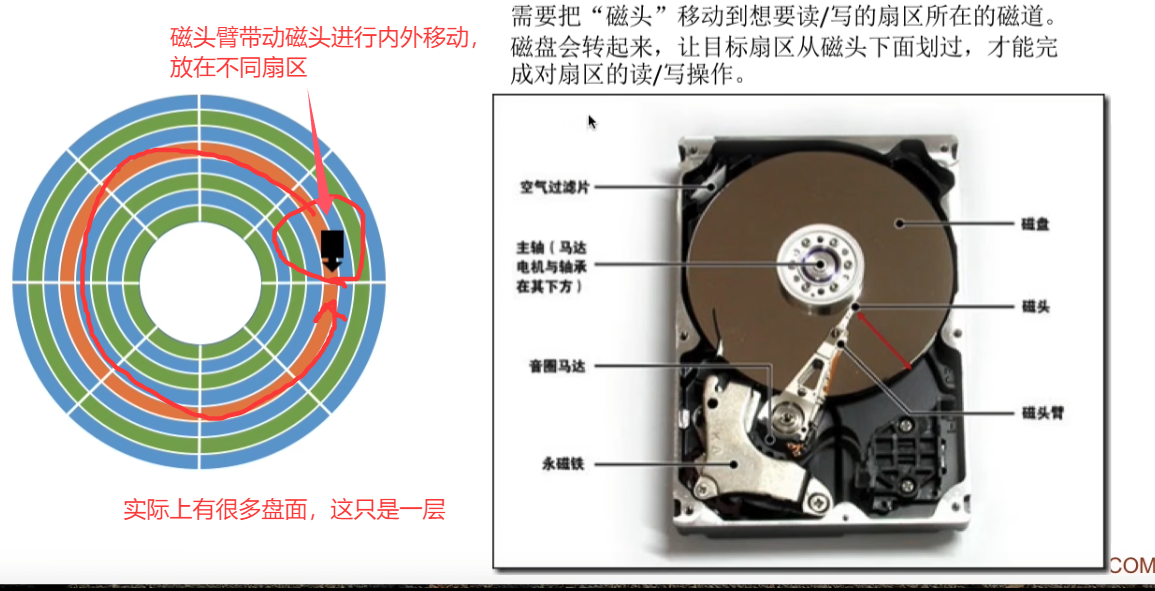 磁头臂带动磁头进行内外移动，
放在不同扇区
实际上有很多盘面，这只是一层
需要把“磁头”移动到想要读/写的扇区所在的磁道。
磁盘会转起来，让目标扇区从磁头下面划过，才能完
成对扇区的读/写操作。
空气过滤片
主轴（马达
电机与轴承
在其下方）
音圈马达
永磁铁
磁盘
磁头
磁头臂
COM